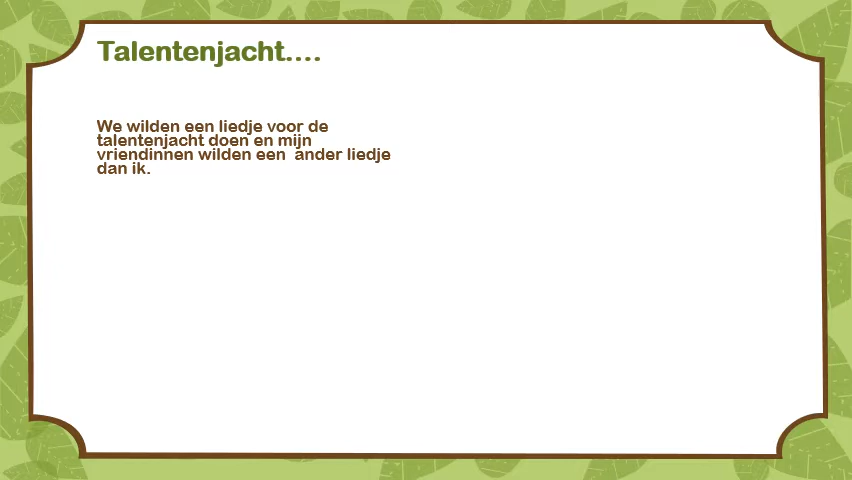 Talentenjacht....
We wilden een liedje voor de
talentenjacht doen en mijn
vriendinnen wilden een  ander liedje
dan ik.